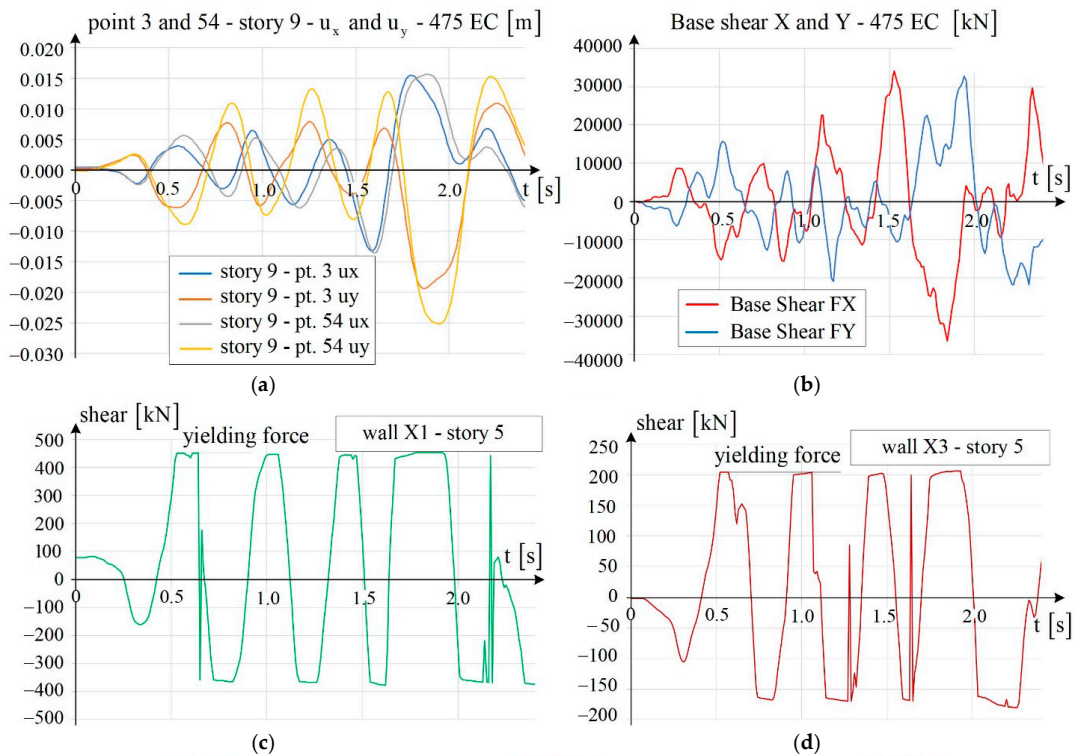 point 3 and 54 - story 9 - uₓ and u_y - 475 EC [m]
0.020
0.015
0.010
0.005
0.000
−0.005
−0.010
−0.015
−0.020
−0.030
0
0.5
1.0
1.5
2.0
t [s]
story 9 - pt. 3 ux
story 9 - pt. 3 uy
story 9 - pt. 54 ux
story 9 - pt. 54 uy
(a)
Base shear X and Y - 475 EC [kN]
40000
30000
20000
10000
0
−10000
−20000
−30000
−40000
0
0.5
1.0
1.5
2.0
t [s]
Base Shear FX
Base Shear FY
(b)
shear [kN]
yielding force
wall X1 - story 5
500
400
300
200
100
0
−100
−200
−300
−400
−500
0.5
1.0
1.5
2.0
t [s]
(c)
shear [kN]
yielding force
wall X3 - story 5
250
200
150
100
50
0
−50
−100
−150
−200
0
0.5
1.0
1.5
2.0
t [s]
(d)